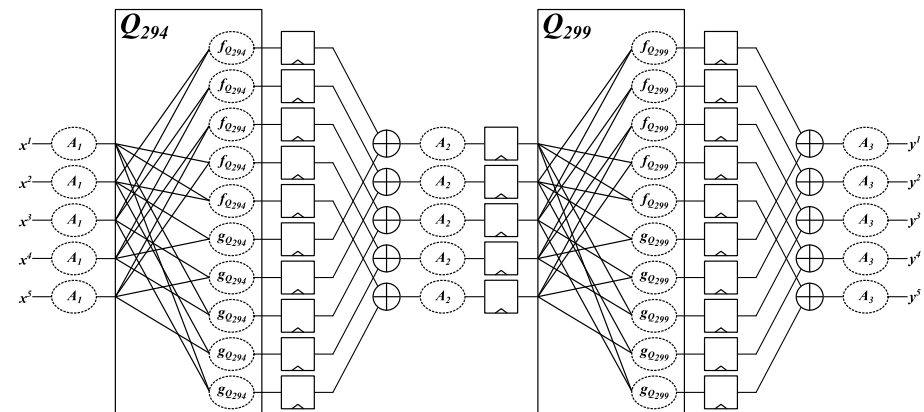 Q294 Q299
fQ294 fQ299
fQ294 fQ299
fQ294 fQ299
x1 A1 fQ294 A2 fQ299 A3 y1
x2 A1 fQ294 A2 fQ299 A3 y2
x3 A1 gQ294 A2 gQ299 A3 y3
x4 A1 gQ294 A2 gQ299 A3 y4
x5 A1 gQ294 A2 gQ299 A3 y5
gQ294 gQ299
gQ294 gQ299